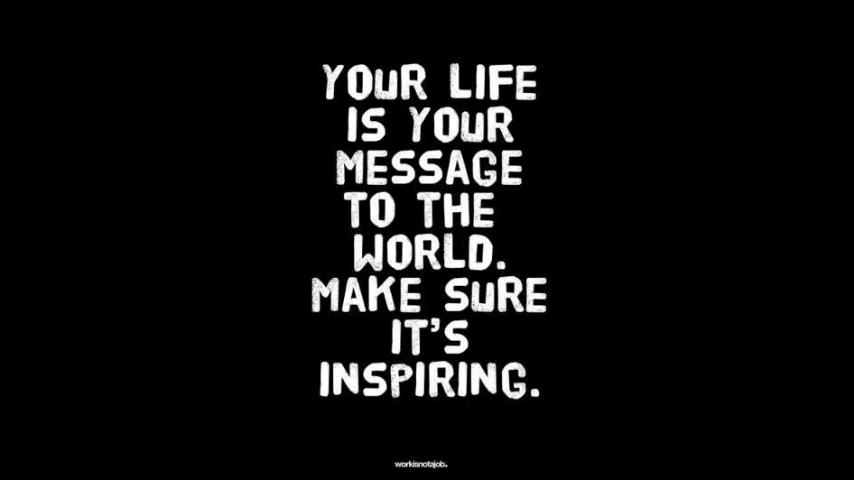 YOUR LIFE
IS YOUR
MESSAGE
TO THE
WORLD.
MAKE SURE
IT'S
INSPIRING.
workisnotajob.